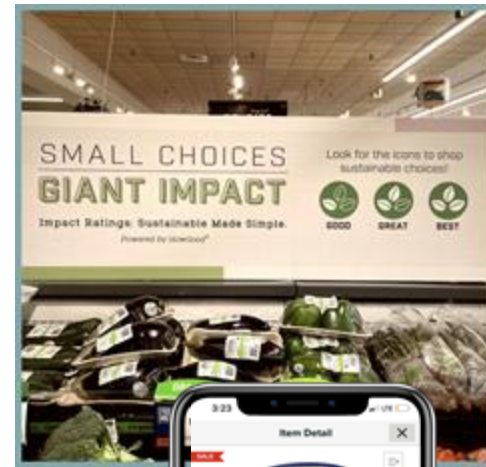 SMALL CHOICES
GIANT IMPACT
Impact Ratings: Sustainable Made Simple.
Powered by HowGood®
Look for the icons to shop
sustainable choices!
GOOD GREAT BEST
3:23 LTE
Item Detail
SALE